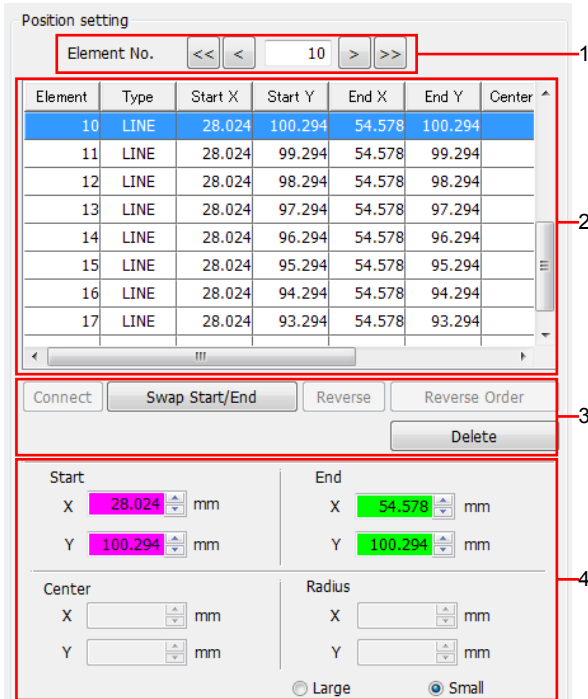 Position setting
Element No. << < 10 > >> 1
Element Type Start X Start Y End X End Y Center
10 LINE 28.024 100.294 54.578 100.294
11 LINE 28.024 99.294 54.578 99.294
12 LINE 28.024 98.294 54.578 98.294
13 LINE 28.024 97.294 54.578 97.294
2
14 LINE 28.024 96.294 54.578 96.294
15 LINE 28.024 95.294 54.578 95.294
16 LINE 28.024 94.294 54.578 94.294
17 LINE 28.024 93.294 54.578 93.294
Connect Swap Start/End Reverse Reverse Order
3
Delete
Start End
X 28.024 mm X 54.578 mm
Y 100.294 mm Y 100.294 mm
4
Center Radius
X mm X mm
Y mm Y mm
Large Small